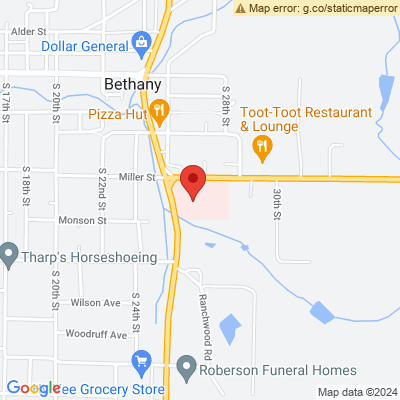 Map error: g.co/staticmaperror
Alder St
Dollar General
Bethany
S 17th St
S 20th St
S 28th St
Pizza Hut
Toot-Toot Restaurant
& Lounge
S 18th St
S 22nd St
Miller St
30th St
Monson St
Tharp's Horseshoeing
S 20th St
S 24th St
Wilson Ave
Ranchwood Rd
Woodruff Ave
Roberson Funeral Homes
ee Grocery Store
Google
Map data ©2024